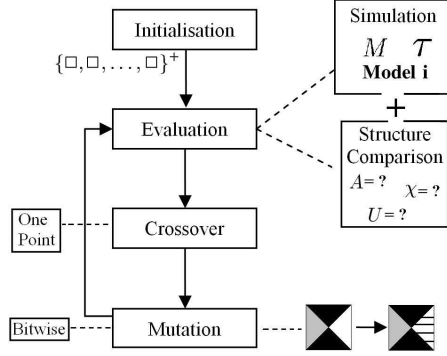 Initialisation
{□, □, . . . , □}⁺
Evaluation
One
Point
Crossover
Bitwise
Mutation
Simulation
M τ
Model i
+
Structure
Comparison
A = ? χ = ?
U = ?